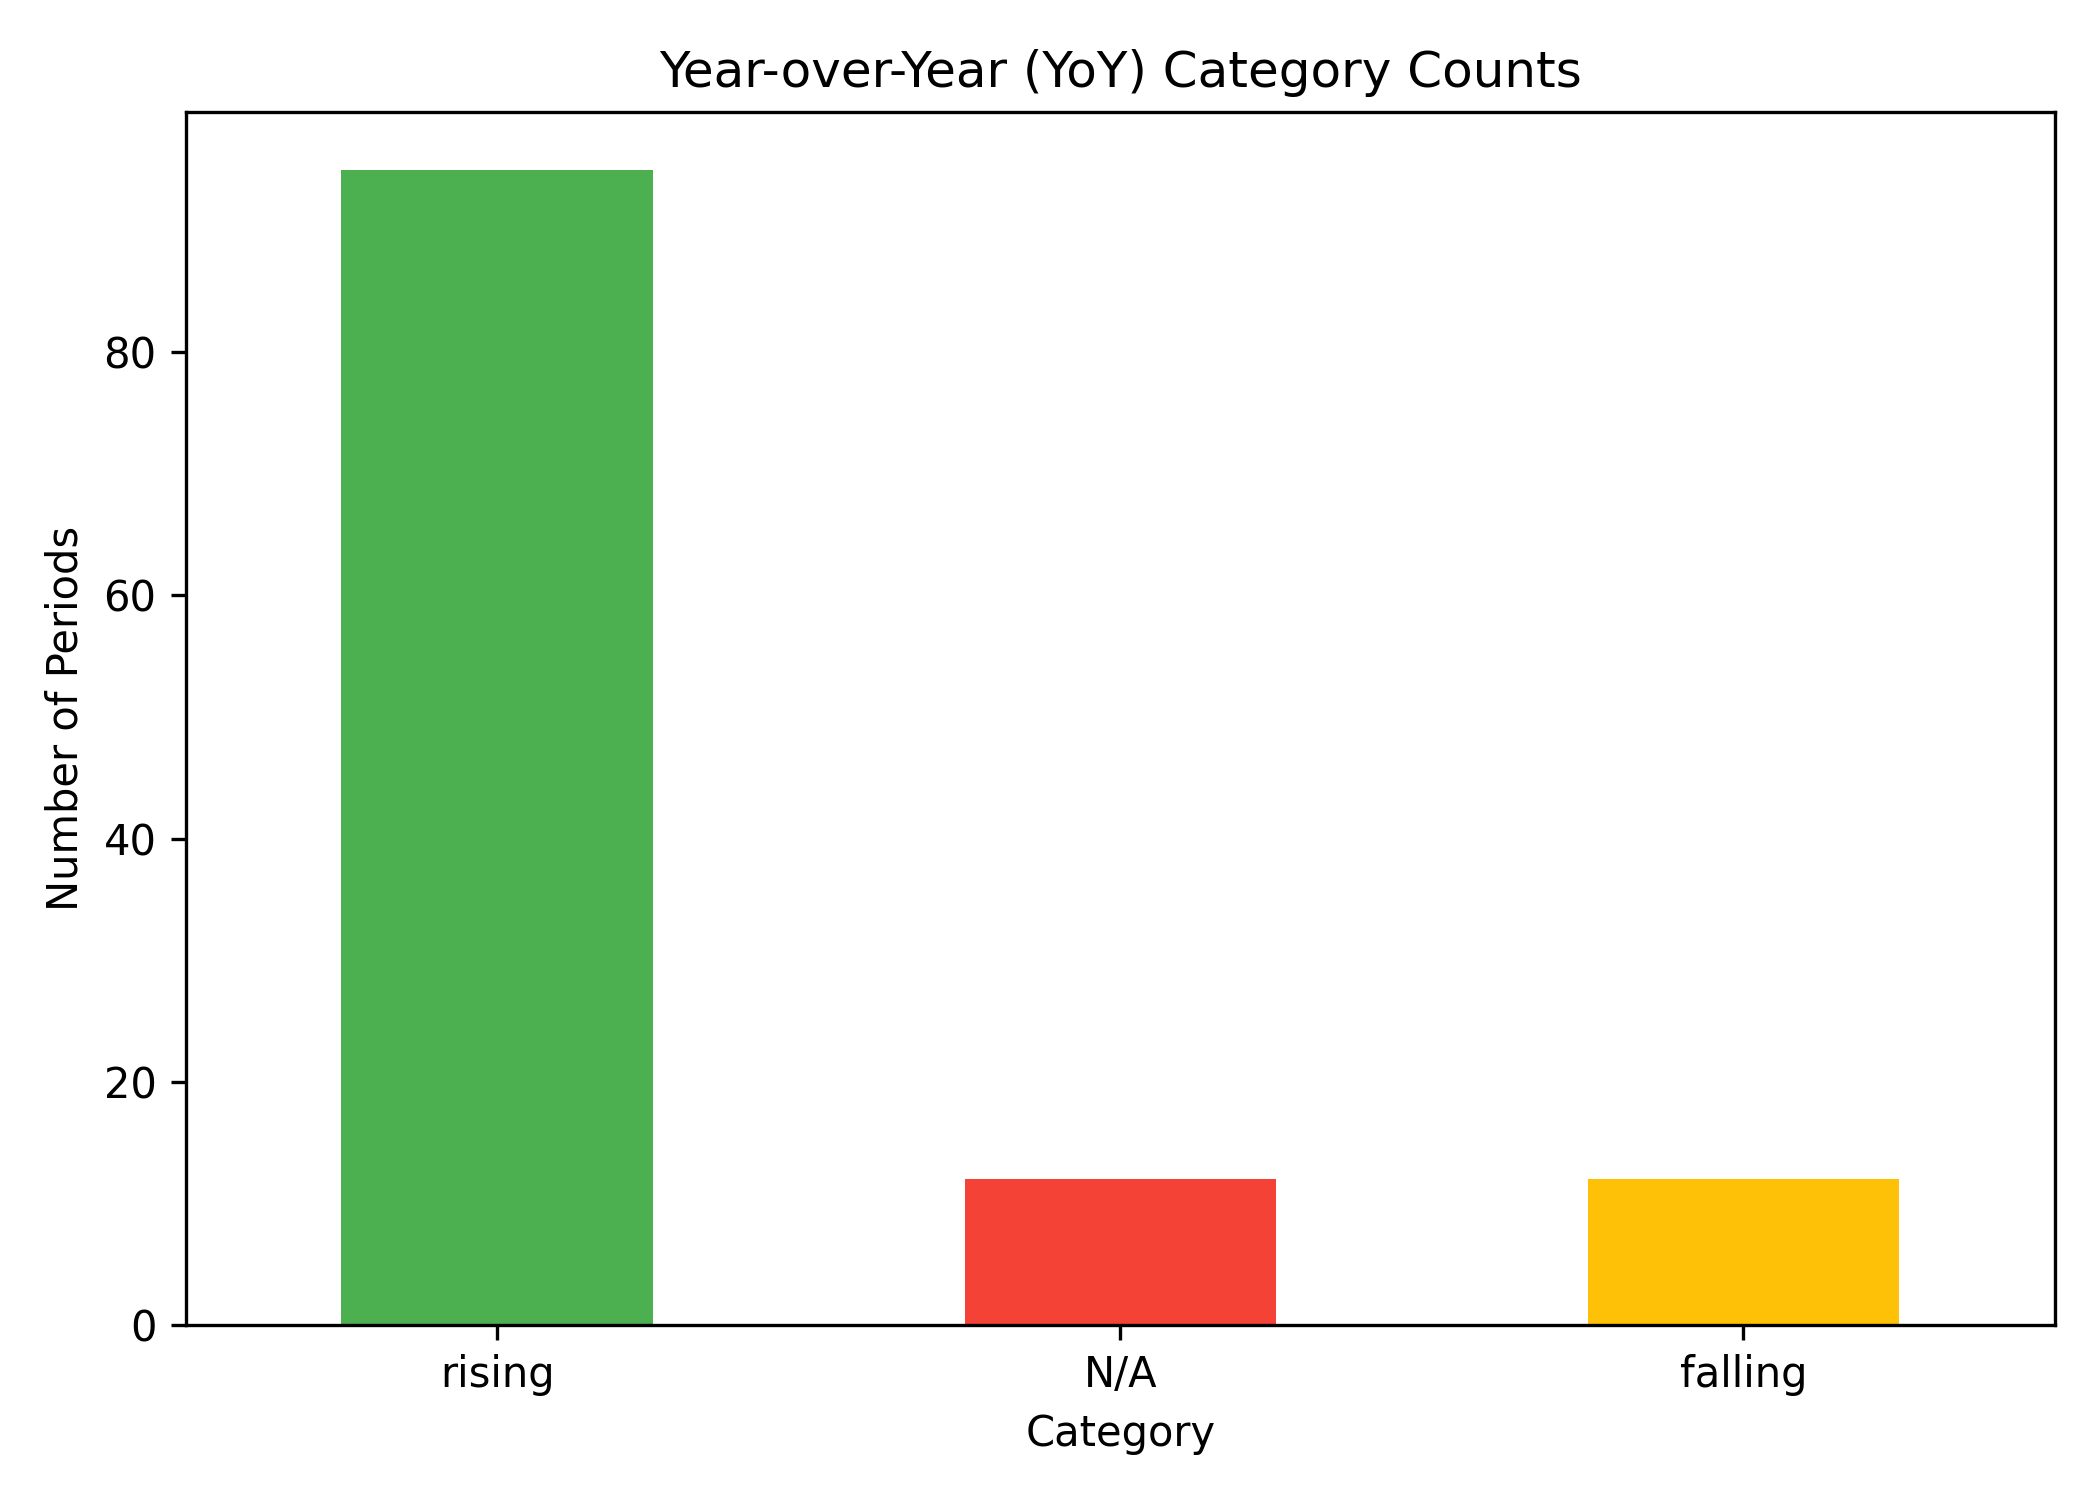 Year-over-Year (YoY) Category Counts
Number of Periods
80
60
40
20
0
rising
N/A
falling
Category